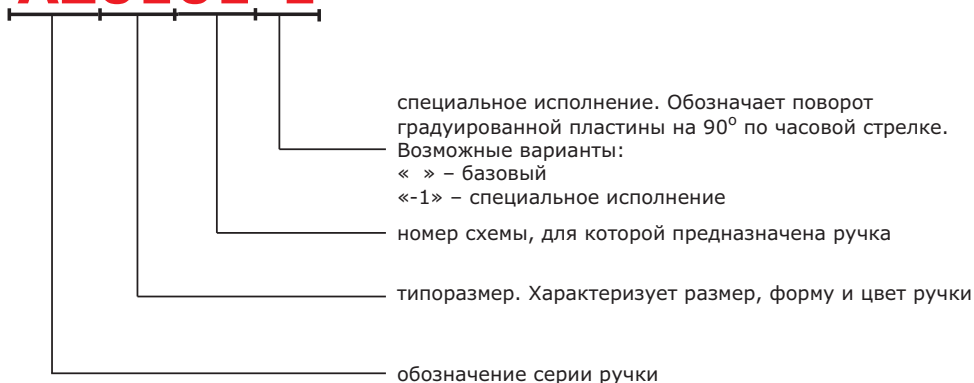 специальное исполнение. Обозначает поворот
градуированной пластины на 90° по часовой стрелке.
Возможные варианты:
«  » – базовый
«-1» – специальное исполнение
номер схемы, для которой предназначена ручка
типоразмер. Характеризует размер, форму и цвет ручки
обозначение серии ручки